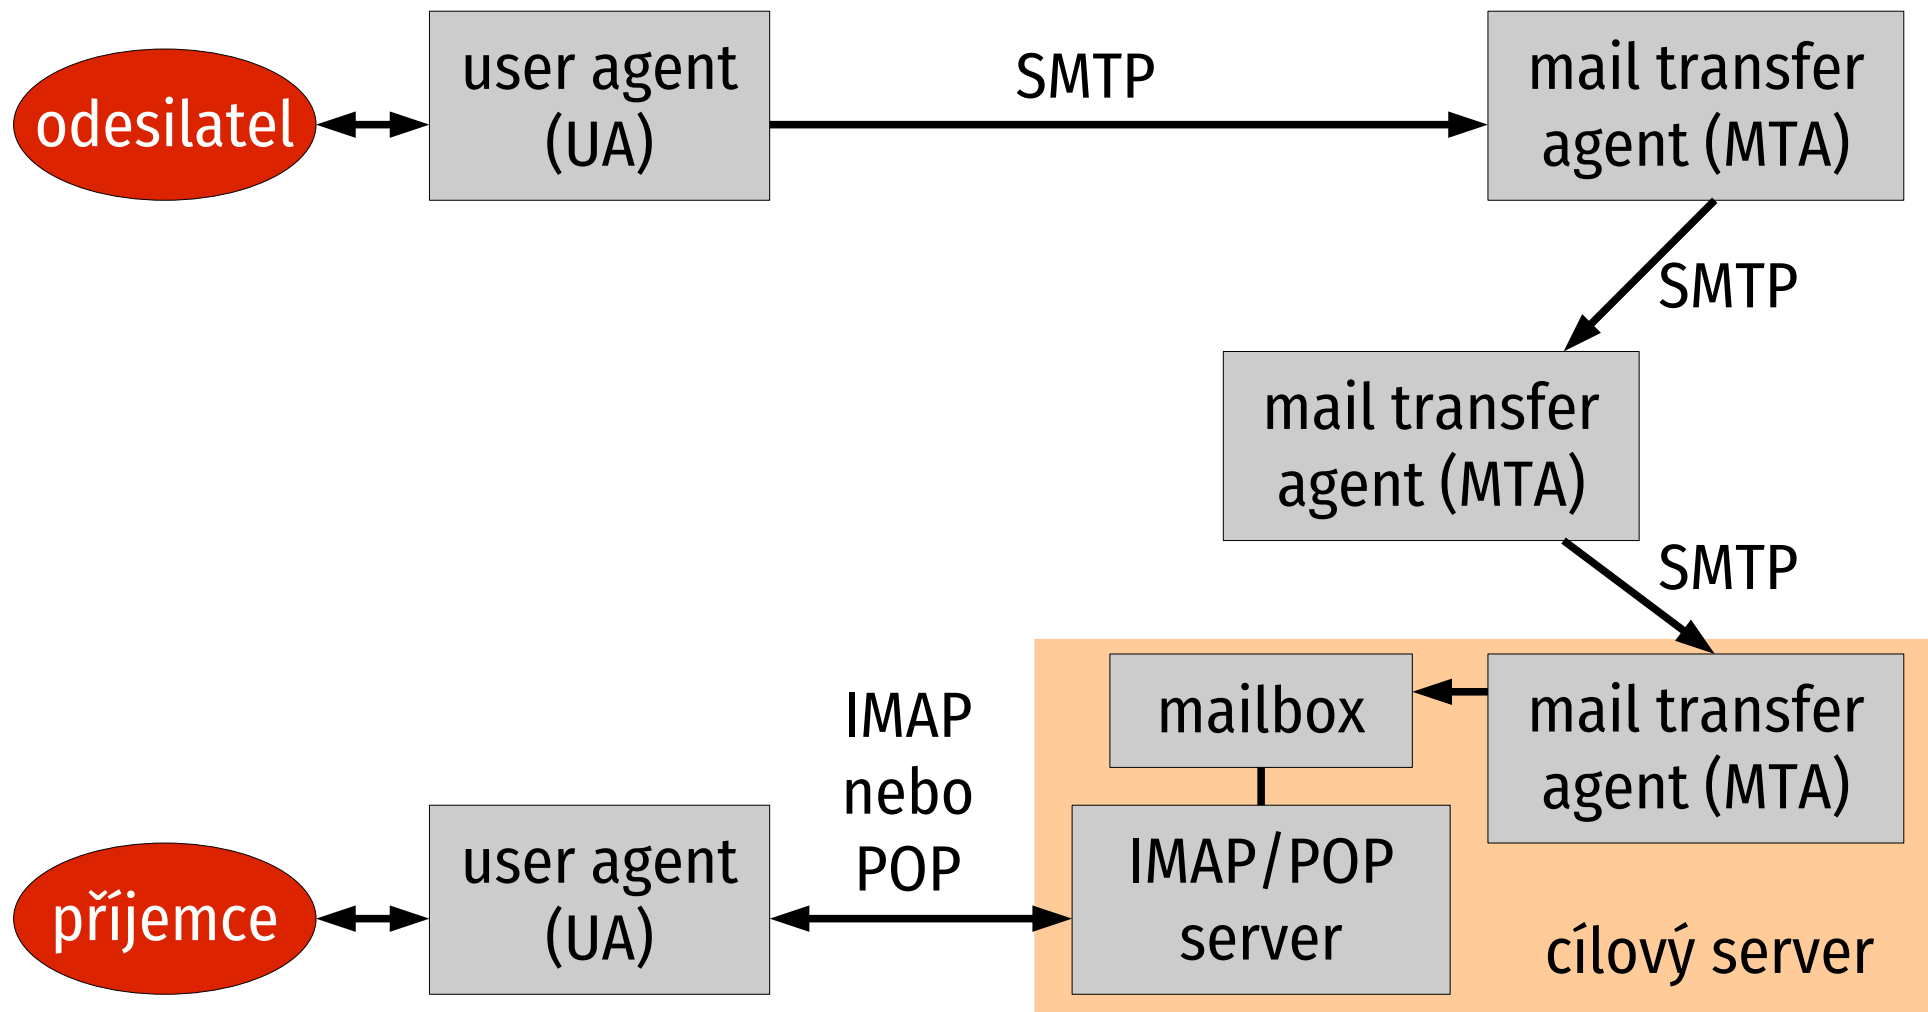 odesilatel
user agent
(UA)
SMTP
mail transfer
agent (MTA)
SMTP
mail transfer
agent (MTA)
SMTP
mailbox
mail transfer
agent (MTA)
IMAP
nebo
POP
příjemce
user agent
(UA)
IMAP/POP
server
cílový server